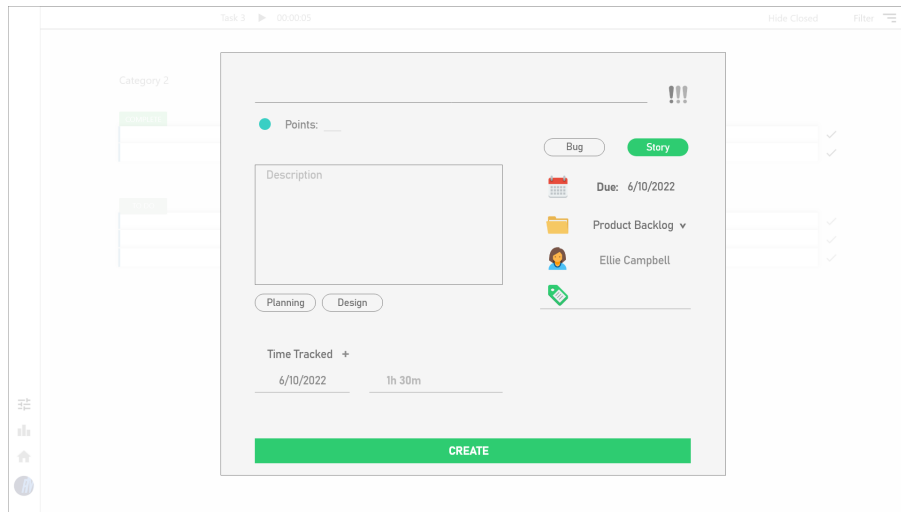 Task 3 00:00:05 Hide Closed Filter
Category 2
!!!
Points:
Bug Story
Description
Due: 6/10/2022
Product Backlog
Ellie Campbell
Planning Design
Time Tracked +
6/10/2022 1h 30m
CREATE